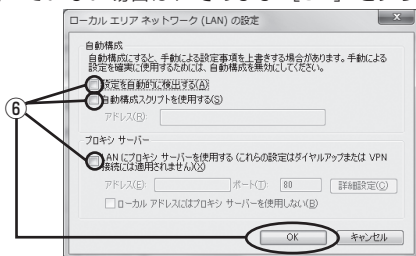 ローカル エリア ネットワーク (LAN) の設定
自動構成
自動構成にすると、手動による設定事項を上書きする場合があります。手動による
設定を確実に使用するためには、自動構成を無効にしてください。
設定を自動的に検出する(A)
自動構成スクリプトを使用する(S)
⑥
アドレス(R):
プロキシ サーバー
LAN にプロキシ サーバーを使用する (これらの設定はダイヤルアップまたは VPN
接続には適用されません)(X)
アドレス(E): ポート(T): 80 詳細設定(C)
ローカル アドレスにはプロキシ サーバーを使用しない(B)
OK キャンセル